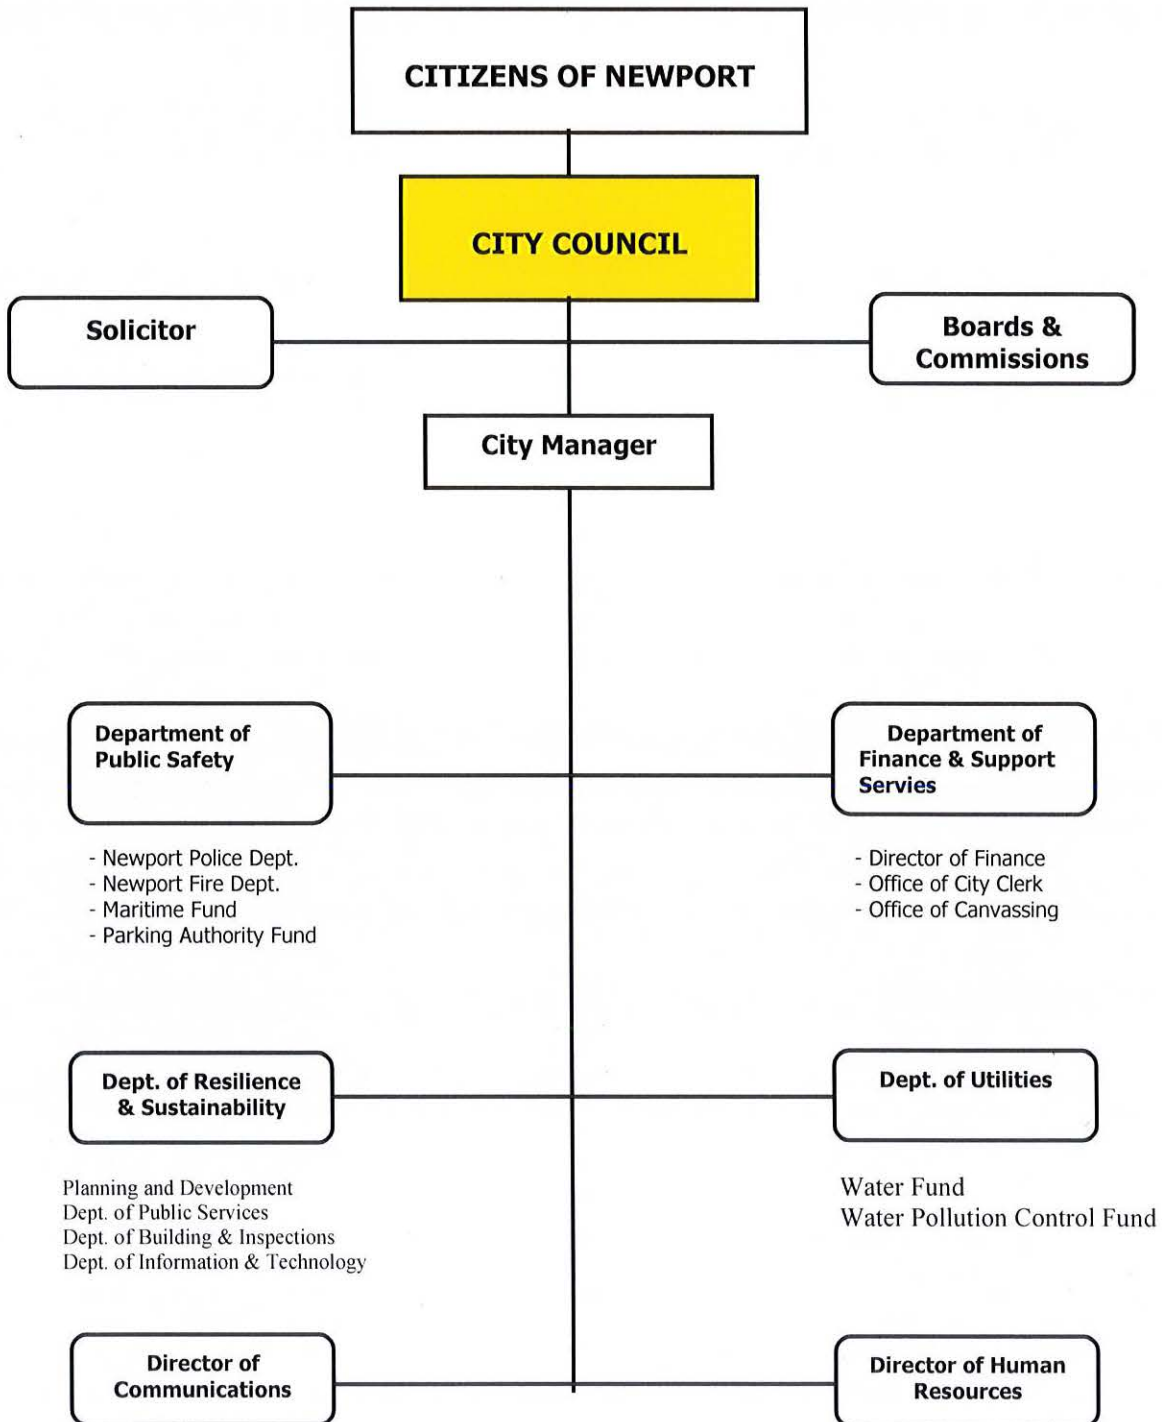 CITIZENS OF NEWPORT
CITY COUNCIL
Solicitor
Boards &
Commissions
City Manager
Department of
Public Safety
Department of
Finance & Support
Servies
- Newport Police Dept.
- Newport Fire Dept.
- Maritime Fund
- Parking Authority Fund
- Director of Finance
- Office of City Clerk
- Office of Canvassing
Dept. of Resilience
& Sustainability
Dept. of Utilities
Planning and Development
Dept. of Public Services
Dept. of Building & Inspections
Dept. of Information & Technology
Water Fund
Water Pollution Control Fund
Director of
Communications
Director of Human
Resources